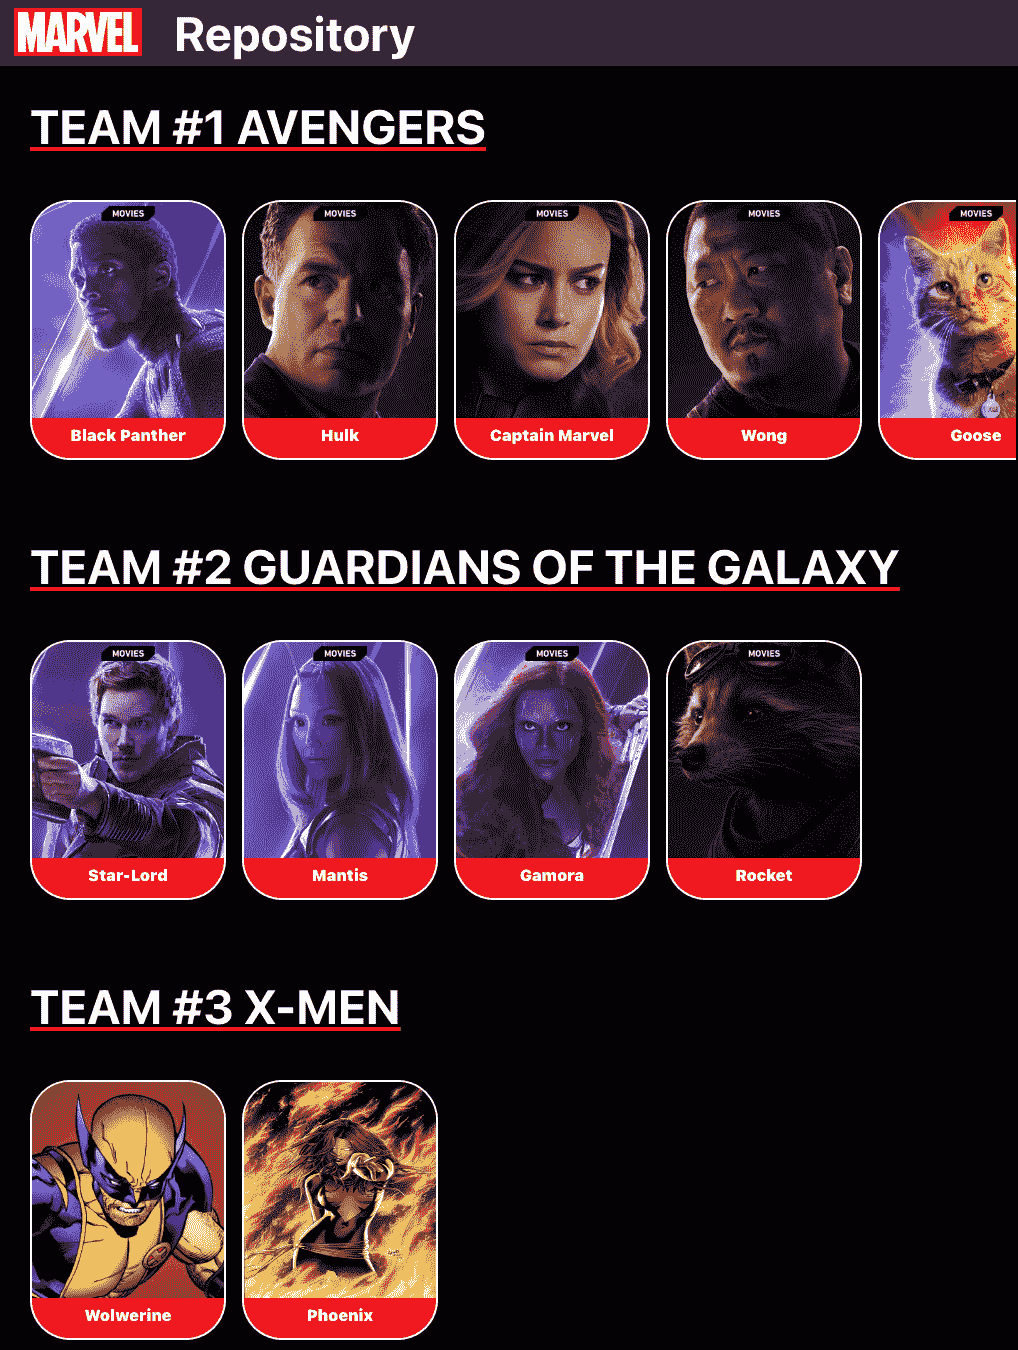 MARVEL Repository
TEAM #1 AVENGERS
MOVIES MOVIES MOVIES MOVIES MOVIES
Black Panther Hulk Captain Marvel Wong Goose
TEAM #2 GUARDIANS OF THE GALAXY
MOVIES MOVIES MOVIES MOVIES
Star-Lord Mantis Gamora Rocket
TEAM #3 X-MEN
Wolwerine Phoenix